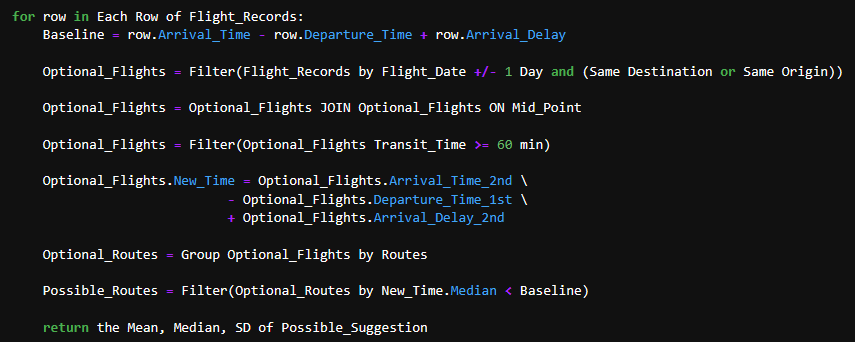 for row in Each Row of Flight_Records:
    Baseline = row.Arrival_Time - row.Departure_Time + row.Arrival_Delay
    Optional_Flights = Filter(Flight_Records by Flight_Date +/- 1 Day and (Same Destination or Same Origin))
    Optional_Flights = Optional_Flights JOIN Optional_Flights ON Mid_Point
    Optional_Flights = Filter(Optional_Flights Transit_Time >= 60 min)
    Optional_Flights.New_Time = Optional_Flights.Arrival_Time_2nd \
                            - Optional_Flights.Departure_Time_1st \
                            + Optional_Flights.Arrival_Delay_2nd
    Optional_Routes = Group Optional_Flights by Routes
    Possible_Routes = Filter(Optional_Routes by New_Time.Median < Baseline)
    return the Mean, Median, SD of Possible_Suggestion